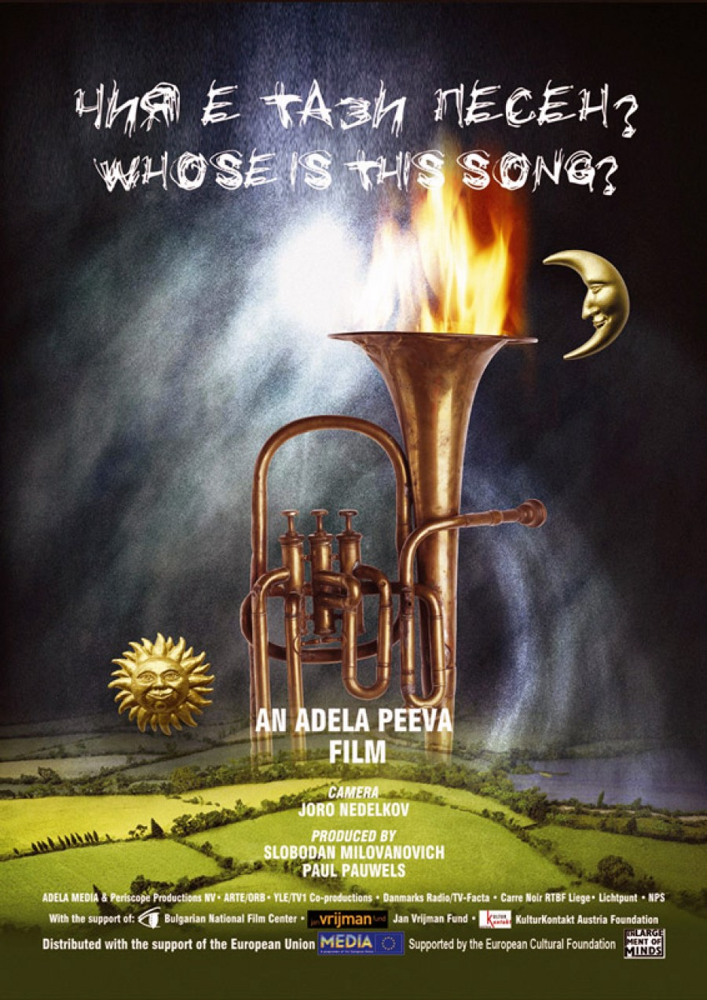 ЧИЯ Е ТАЗИ ПЕСЕН?
WHOSE IS THIS SONG?
AN ADELA PEEVA
FILM
CAMERA
JORO NEDELKOV
PRODUCED BY
SLOBODAN MILOVANOVICH
PAUL PAUWELS
ADELA MEDIA & Periscope Productions NV • ARTE/ORB • YLE/TV1 Co-productions • Danmarks Radio/TV-Facta • Carre Noir RTBF Liege • Lichtpunt • NPS
With the support of: Bulgarian National Film Center • jan vrijman fund Jan Vrijman Fund • KULTUR Kontakt KulturKontakt Austria Foundation
Distributed with the support of the European Union MEDIA Supported by the European Cultural Foundation
ENLARGE
MENT OF
MINDS